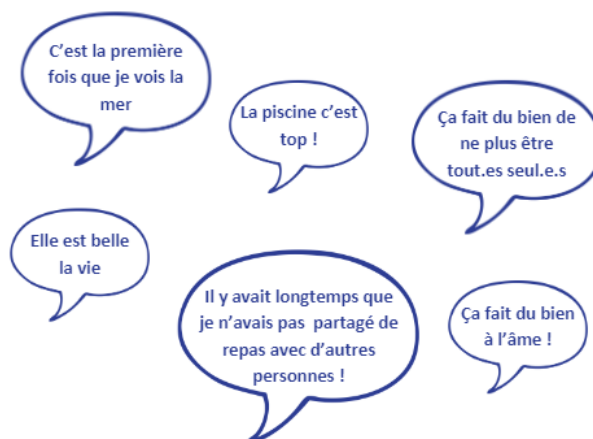 C’est la première
fois que je vois la
mer
La piscine c’est
top !
Ça fait du bien de
ne plus être
tout.es seul.e.s
Elle est belle
la vie
Il y avait longtemps que
je n’avais pas partagé de
repas avec d’autres
personnes !
Ça fait du bien
à l’âme !